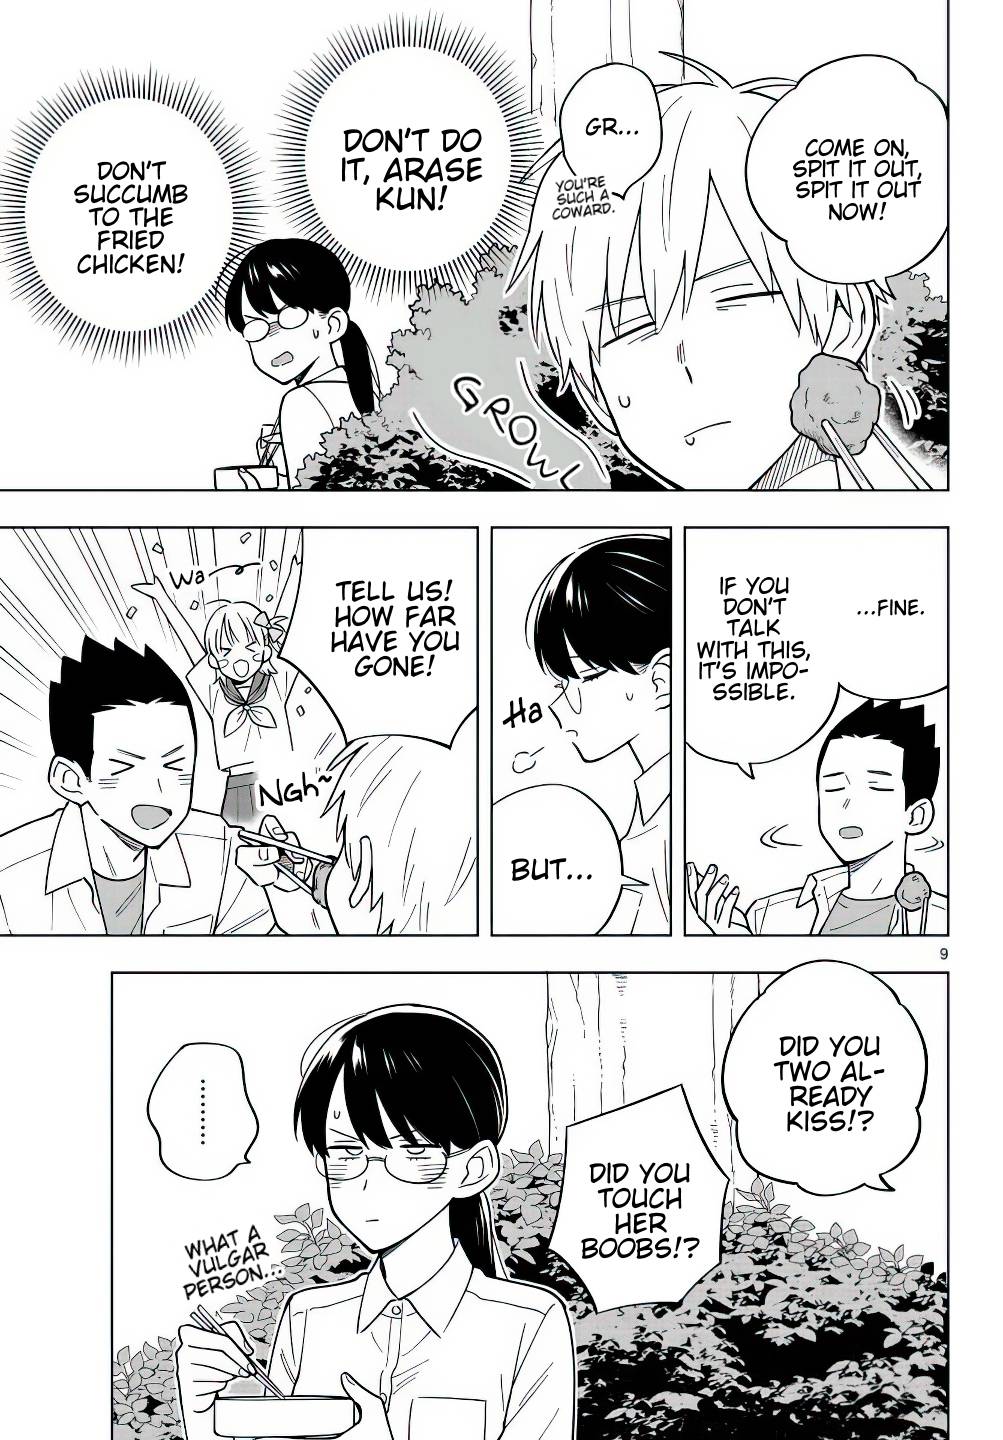 COME ON,
SPIT IT OUT,
SPIT IT OUT
NOW!
GR...
YOU'RE
SUCH A
COWARD.
GROWL
DON'T DO
IT, ARASE
KUN!
DON'T
SUCCUMB
TO THE
FRIED
CHICKEN!
...FINE.
IF YOU
DON'T
TALK
WITH THIS,
IT'S IMPO-
SSIBLE.
Ha
BUT...
TELL US!
HOW FAR
HAVE YOU
GONE!
Wa
NGh~
9
DID YOU
TWO AL-
READY
KISS!?
DID YOU
TOUCH
HER
BOOBS!?
........
WHAT A
VULGAR
PERSON...